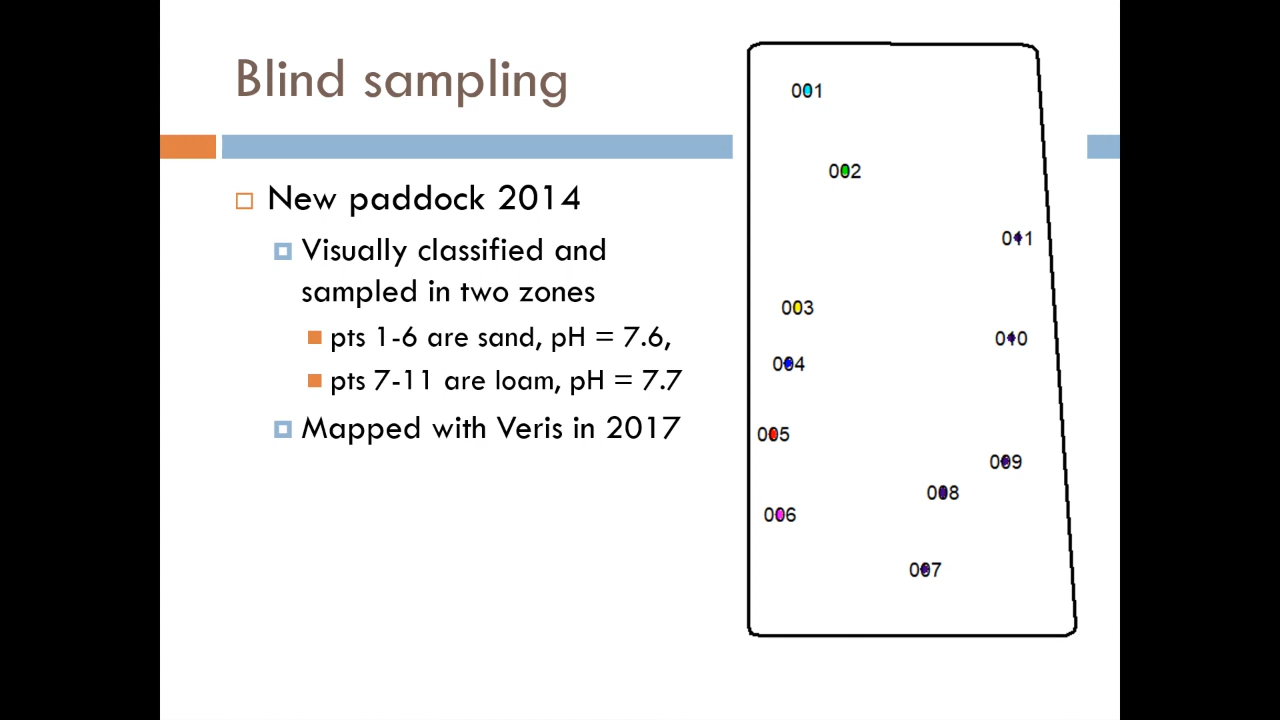 Blind sampling
New paddock 2014
Visually classified and
sampled in two zones
pts 1-6 are sand, pH = 7.6,
pts 7-11 are loam, pH = 7.7
Mapped with Veris in 2017
001
002
011
003
010
004
005
009
008
006
007